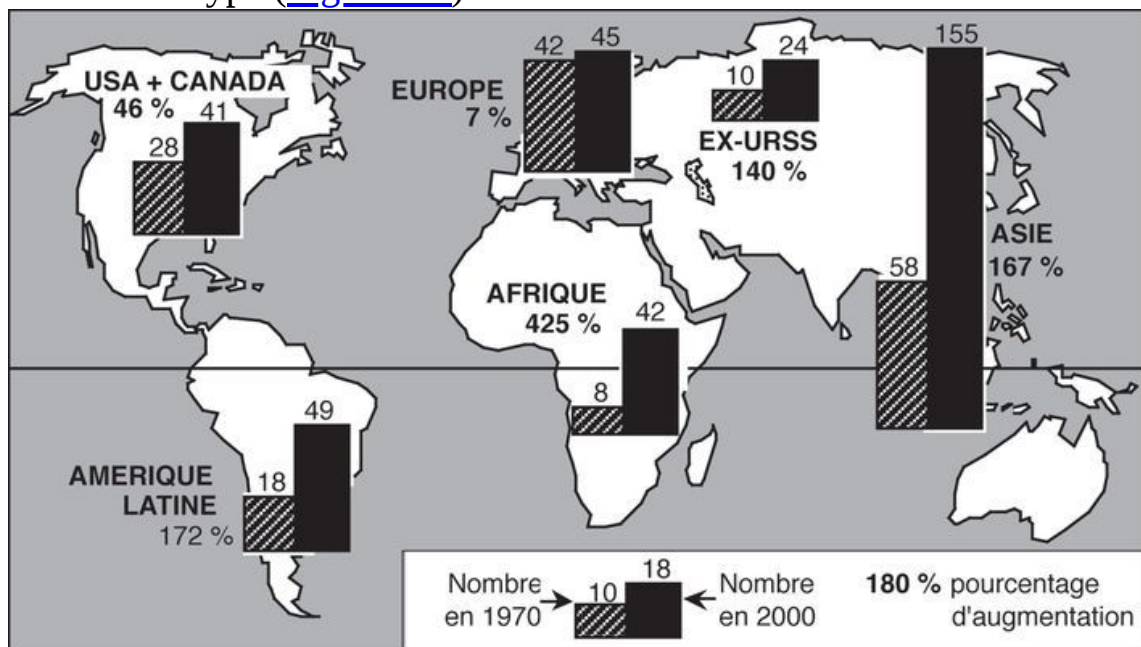 ype (
USA + CANADA
46 %
28
41
EUROPE
7 %
42
45
10
24
EX-URSS
140 %
155
58
ASIE
167 %
AFRIQUE
425 %
8
42
AMERIQUE
LATINE
172 %
18
49
Nombre
en 1970
10
18
Nombre
en 2000
180 % pourcentage
d'augmentation